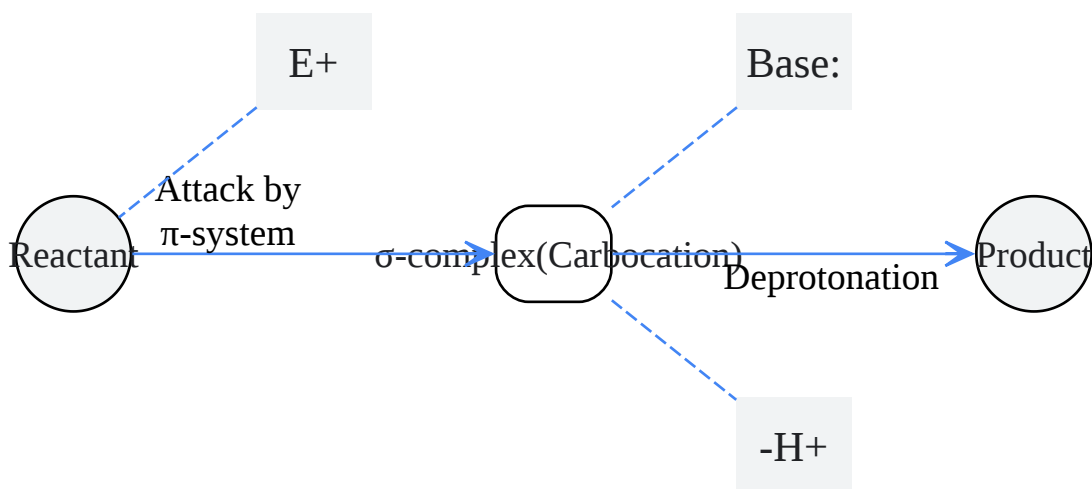 E+
Base:
Attack by
π-system
Reactant
σ-complex(Carbocation)
Deprotonation
Product
-H+